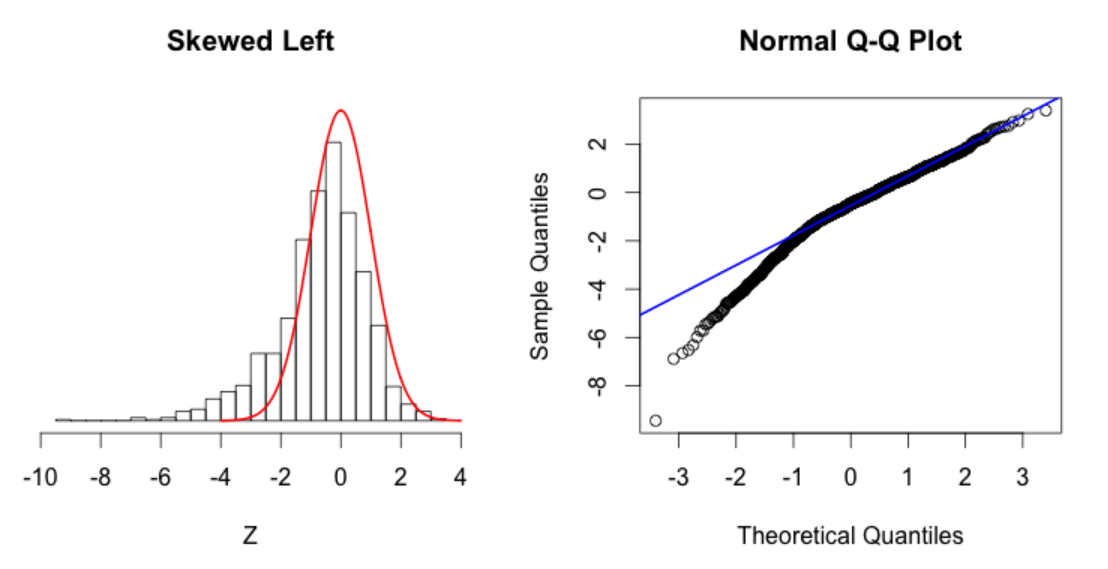 Skewed Left
-10 -8 -6 -4 -2 0 2 4
Z
Normal Q-Q Plot
Sample Quantiles
2
0
-2
-4
-6
-8
-3 -2 -1 0 1 2 3
Theoretical Quantiles